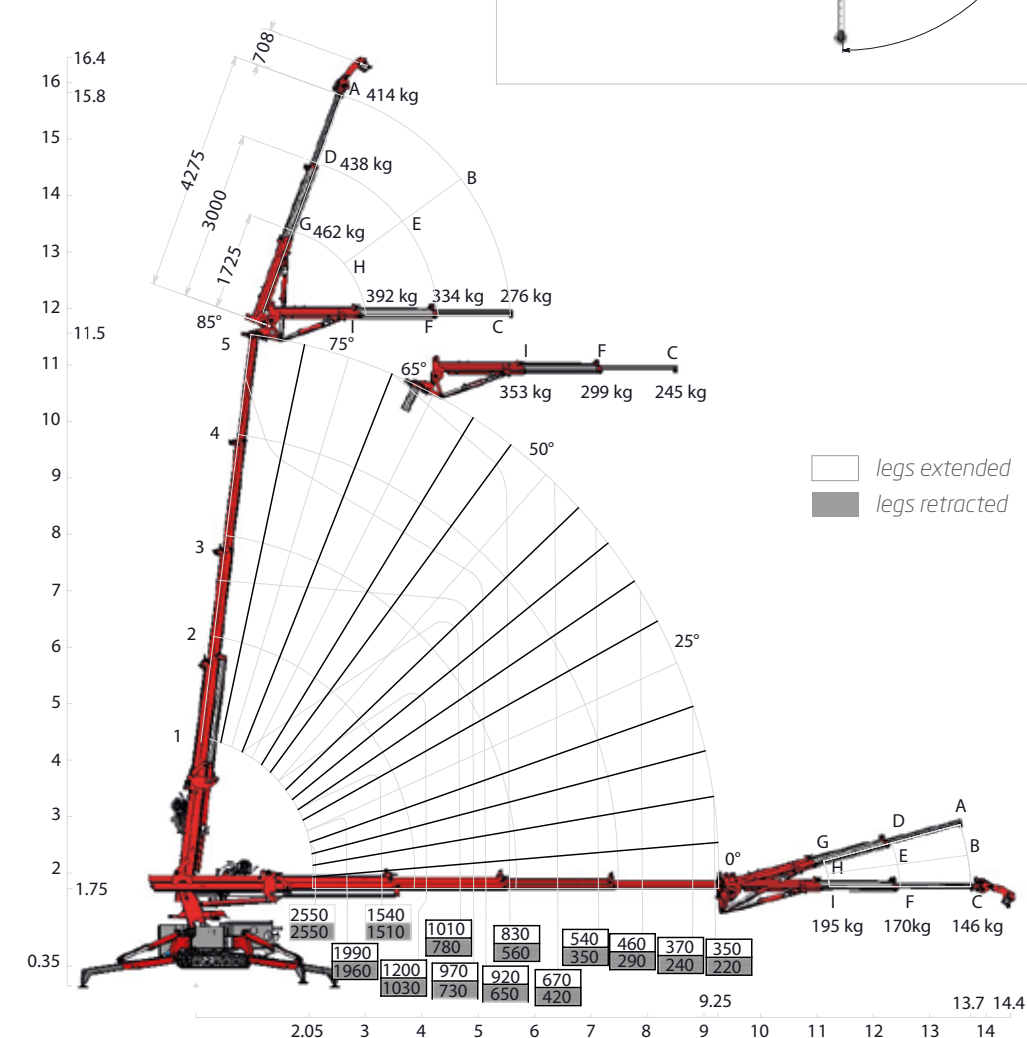 708
16.4
16
A 414 kg
15.8
15
D 438 kg
4275
B
14
3000
G 462 kg
E
13
1725
H
392 kg 334 kg 276 kg
12
85°
I F C
11.5
5
75°
I F C
11
65°
353 kg 299 kg 245 kg
10
4
50°
legs extended
9
legs retracted
8
3
7
2
6
25°
5
1
4
A
3
D
G
E B
0°
H
2
1.75
I F C
195 kg 170kg 146 kg
2550 1540
2550 1510
1010 830 540 460 370 350
780 560 350 290 240 220
1990 1200 970 920 670
1960 1030 730 650 420
0.35
9.25 13.7 14.4
2.05 3 4 5 6 7 8 9 10 11 12 13 14